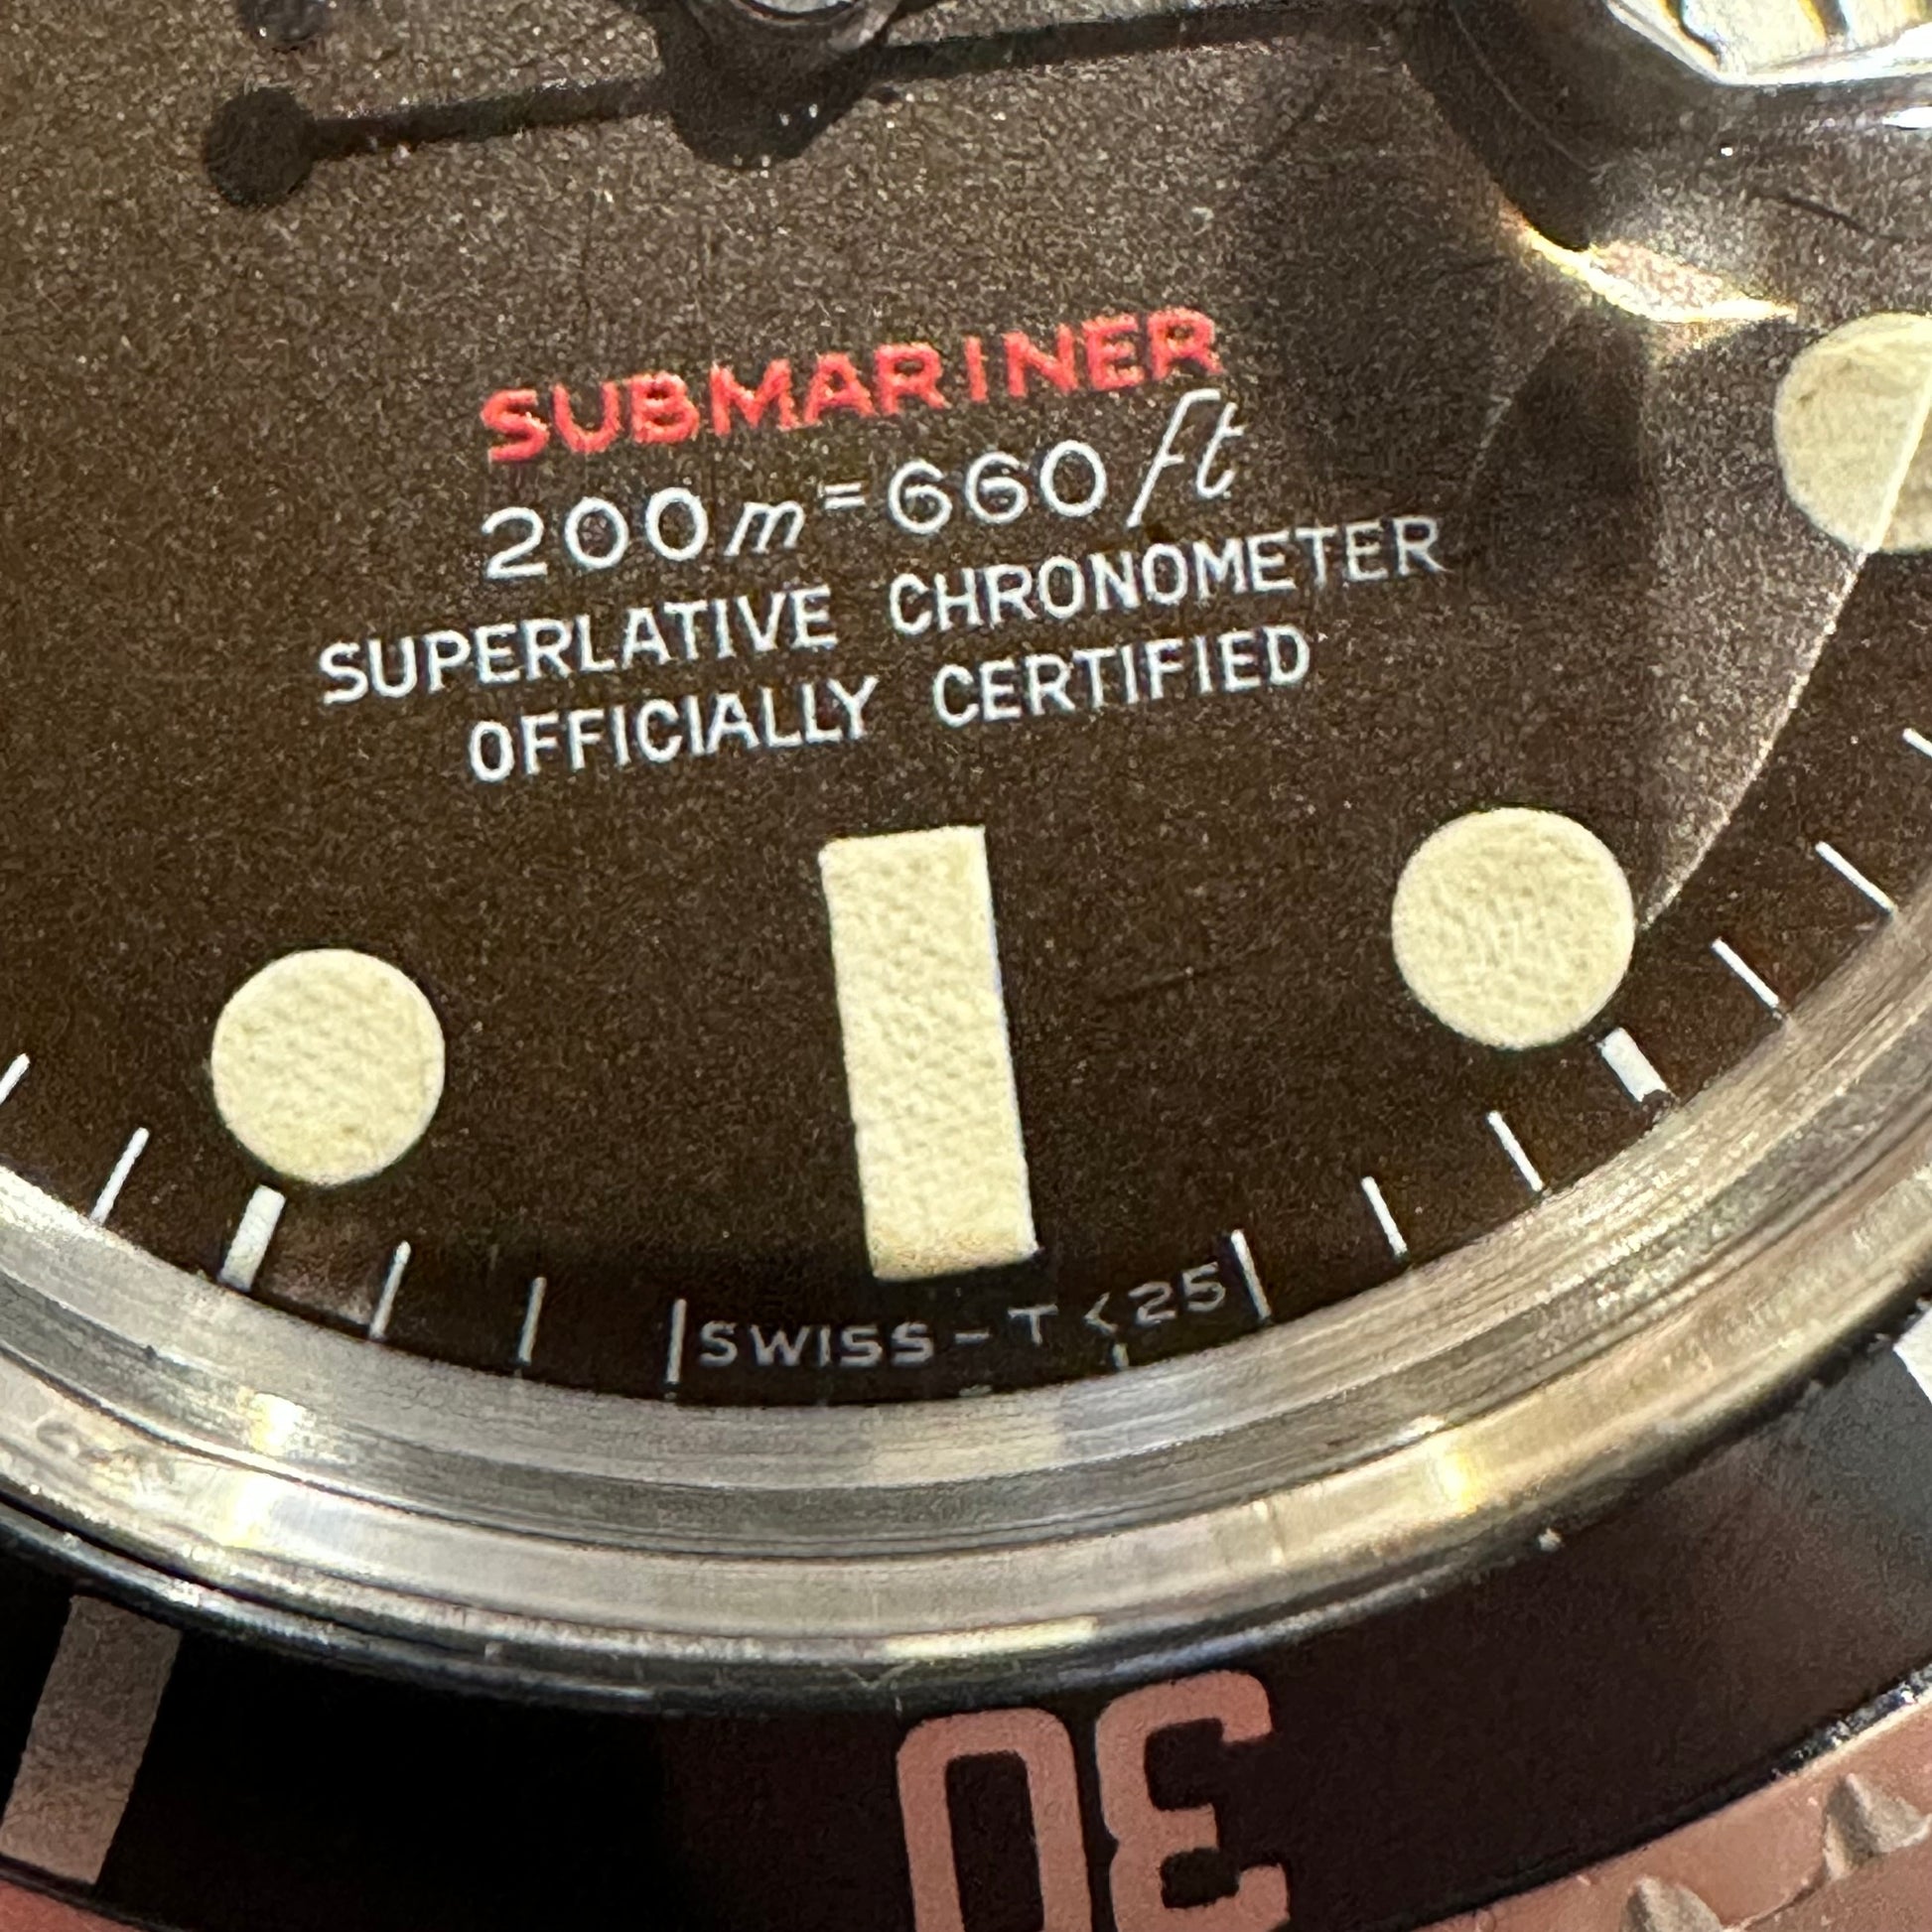 SUBMARINER
200m=660ft
SUPERLATIVE CHRONOMETER
OFFICIALLY CERTIFIED
SWISS - T < 25
30